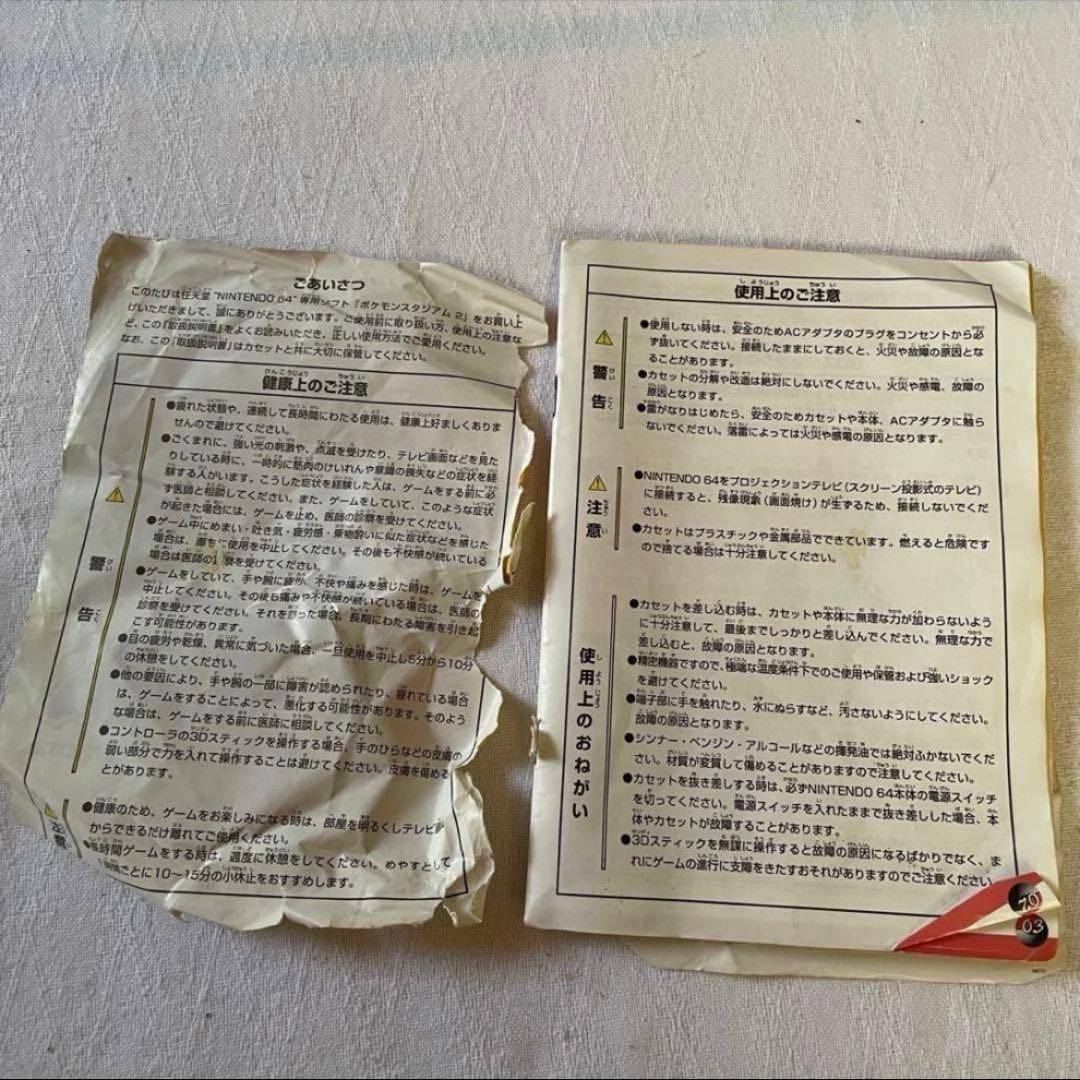 ごあいさつ
このたびは任天堂“NINTENDO 64”専用ソフト「ポケモンスタジアム 2」をお買い上
げいただきまして、誠にありがとうございます。ご使用前に取り扱い方、使用上の注意な
ど、この『取扱説明書』をよくお読みいただき、正しい使用方法でご愛用ください。
なお、この『取扱説明書』はカセットと共に大切に保管してください。
健康上のご注意
警告
●疲れた状態や、連続して長時間にわたる使用は、健康上好ましくありま
せんので避けてください。
●ごくまれに、強い光の刺激や、点滅を受けたり、テレビ画面などを見た
りしている時に、一時的に筋肉のけいれんや意識の喪失などの症状を経
験する人がいます。こうした症状を経験した人は、ゲームをする前に必
ず医師と相談してください。また、ゲームをしていて、このような症状
が起きた場合には、ゲームを止め、医師の診察を受けてください。
●ゲーム中にめまい・吐き気・疲労感・乗物酔いに似た症状などを感じた
場合は、直ちに使用を中止してください。その後も不快感が続いている
場合は医師の 察を受けてください。
●ゲームをしていて、手や腕に疲労、不快や痛みを感じた時は、ゲームを
中止してください。その後も痛みや不快感が続いている場合は、医師の
診察を受けてください。それを怠った場合、長期にわたる障害を引き起
こす可能性があります。
●目の疲労や乾燥、異常に気づいた場合、一旦使用を中止し5分から10分
の休憩をしてください。
●他の要因により、手や腕の一部に障害が認められたり、疲れている場合
は、ゲームをすることによって、悪化する可能性があります。そのよう
な場合は、ゲームをする前に医師に相談してください。
●コントローラの3Dスティックを操作する場合、手のひらなどの皮膚の
弱い部分で力を入れて操作することは避けてください。皮膚を傷める
とがあります。
●健康のため、ゲームをお楽しみになる時は、部屋を明るくしテレビ
からできるだけ離れてご使用ください。
●長時間ゲームをする時は、適度に休憩をしてください。めやすとして
時間ごとに10〜15分の小休止をおすすめします。
使用上のご注意
警告
●使用しない時は、安全のためACアダプタのプラグをコンセントから必
ず抜いてください。接続したままにしておくと、火災や故障の原因とな
ることがあります。
●カセットの分解や改造は絶対にしないでください。火災や感電、故障の
原因となります。
●雷がなりはじめたら、安全のためカセットや本体、ACアダプタに触ら
ないでください。落雷によっては火災や感電の原因となります。
注意
●NINTENDO 64をプロジェクションテレビ(スクリーン投影式のテレビ)
に接続すると、残像現象(画面焼け)が生ずるため、接続しないでくだ
さい。
●カセットはプラスチックや金属部品でできています。燃えると危険です
ので捨てる場合は十分注意してください。
使用上のおねがい
●カセットを差し込む時は、カセットや本体に無理な力が加わらないよう
に十分注意して、最後までしっかりと差し込んでください。無理な力で
差し込むと、故障の原因となります。
●精密機器ですので、極端な温度条件下でのご使用や保管および強いショック
を避けてください。
●端子部に手を触れたり、水にぬらすなど、汚さないようにしてください。
故障の原因となります。
●シンナー・ベンジン・アルコールなどの揮発油では絶対ふかないでくだ
さい。材質が変質して傷めることがありますので注意してください。
●カセットを抜き差しする時は、必ずNINTENDO 64本体の電源スイッチ
を切ってください。電源スイッチを入れたままで抜き差しした場合、本
体やカセットが故障することがあります。
●3Dスティックを無謀に操作すると故障の原因になるばかりでなく、ま
れにゲームの進行に支障をきたすおそれがありますのでご注意ください
70
63